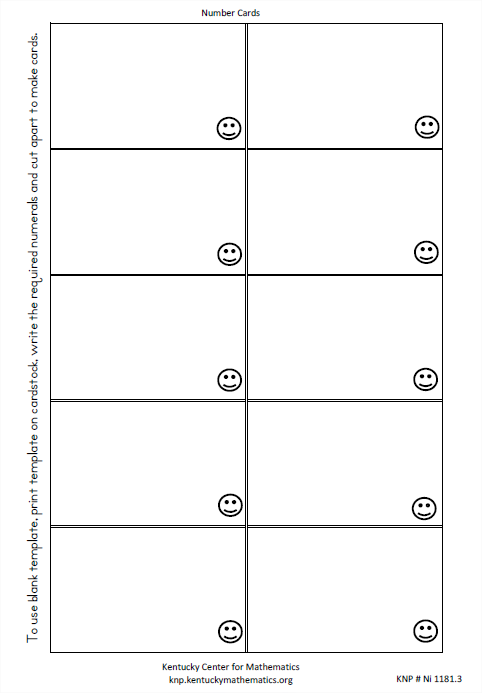 Number Cards
To use blank template, print template on cardstock, write the required numerals and cut apart to make cards.
Kentucky Center for Mathematics
knp.kentuckymathematics.org
KNP # Ni 1181.3